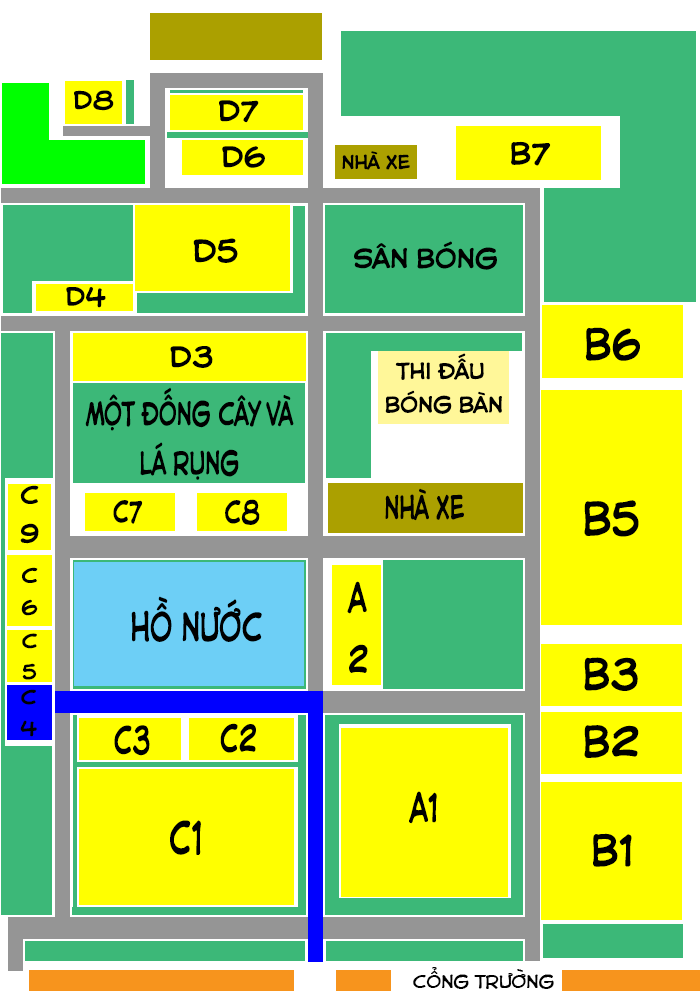 D8
D7
D6
NHÀ XE
B7
D5
SÂN BÓNG
D4
B6
D3
THI ĐẤU
BÓNG BÀN
MỘT ĐỐNG CÂY VÀ
LÁ RỤNG
C
9
C7
C8
NHÀ XE
B5
C
6
HỒ NƯỚC
A
2
C
5
B3
C
4
C3
C2
B2
C1
A1
B1
CỔNG TRƯỜNG